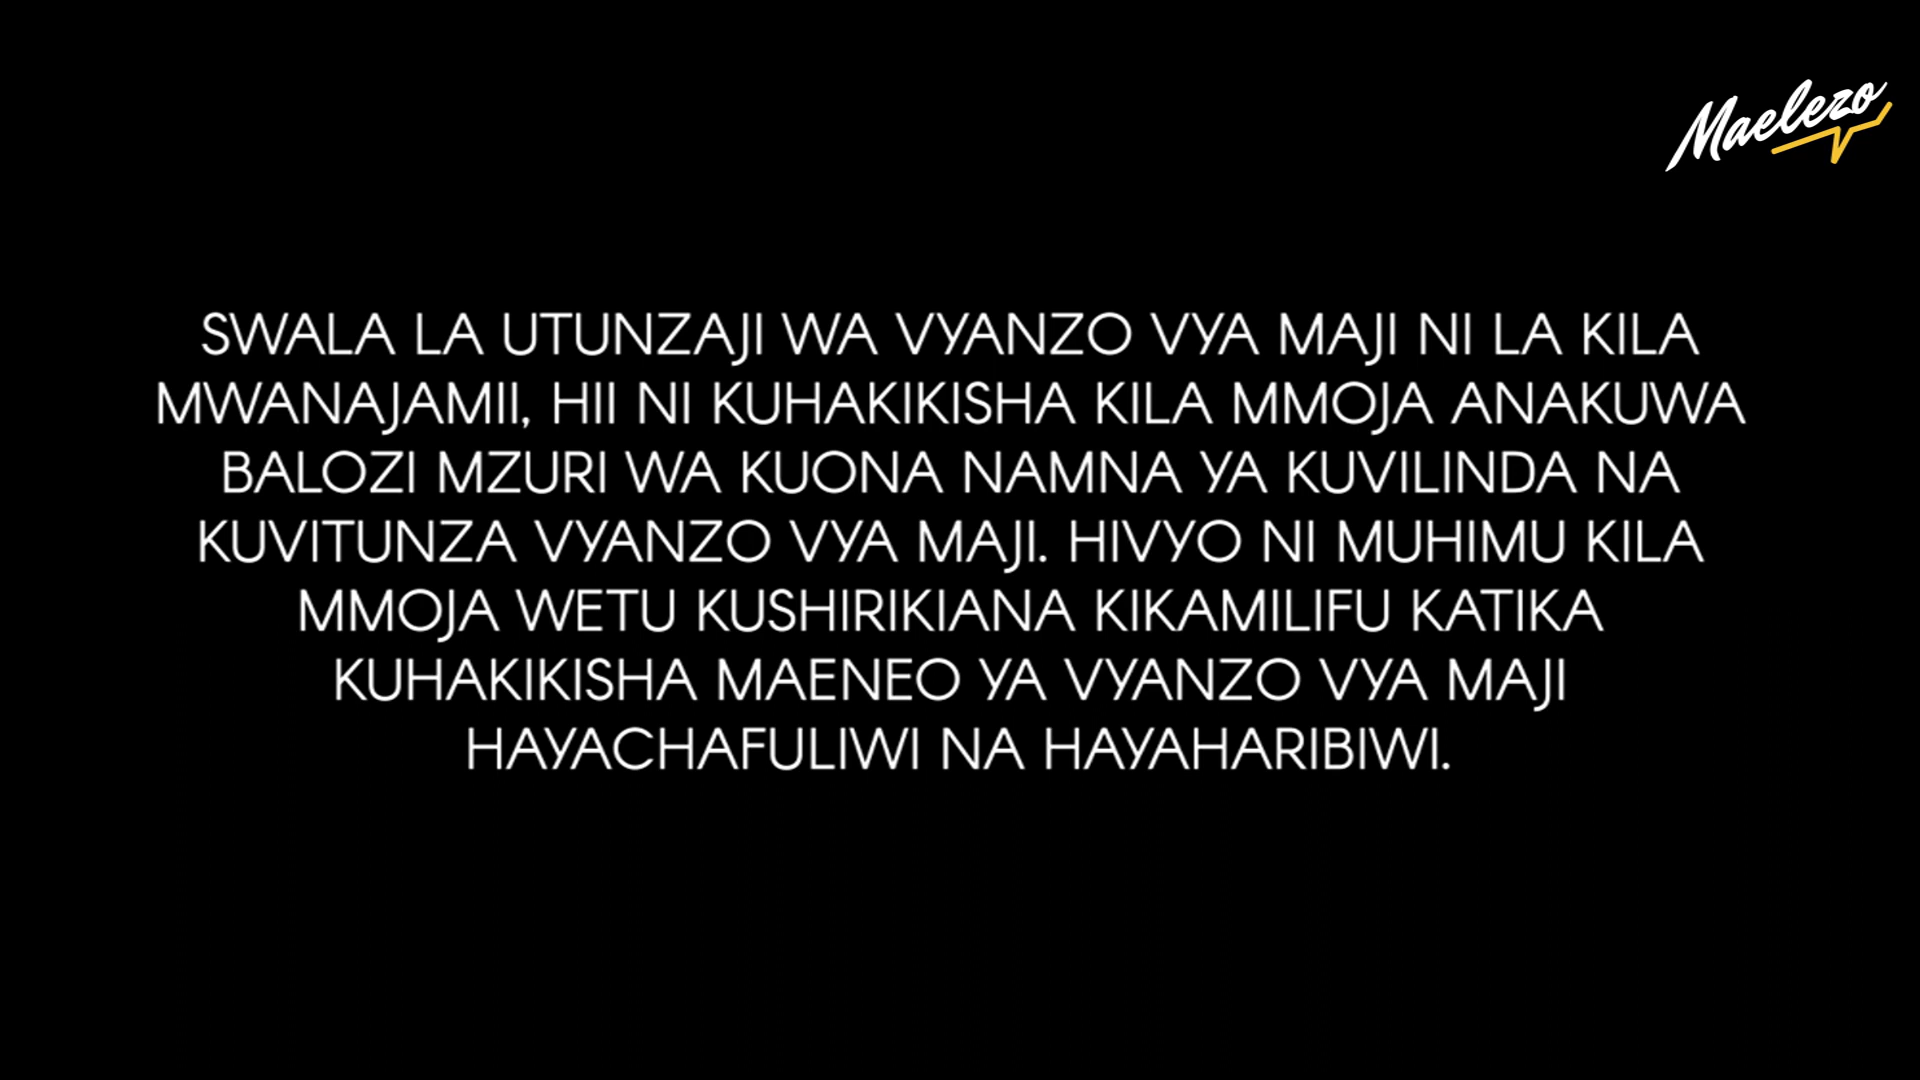 Maelezo
SWALA LA UTUNZAJI WA VYANZO VYA MAJI NI LA KILA
MWANAJAMII, HII NI KUHAKIKISHA KILA MMOJA ANAKUWA
BALOZI MZURI WA KUONA NAMNA YA KUVILINDA NA
KUVITUNZA VYANZO VYA MAJI. HIVYO NI MUHIMU KILA
MMOJA WETU KUSHIRIKIANA KIKAMILIFU KATIKA
KUHAKIKISHA MAENEO YA VYANZO VYA MAJI
HAYACHAFULIWI NA HAYAHARIBIWI.